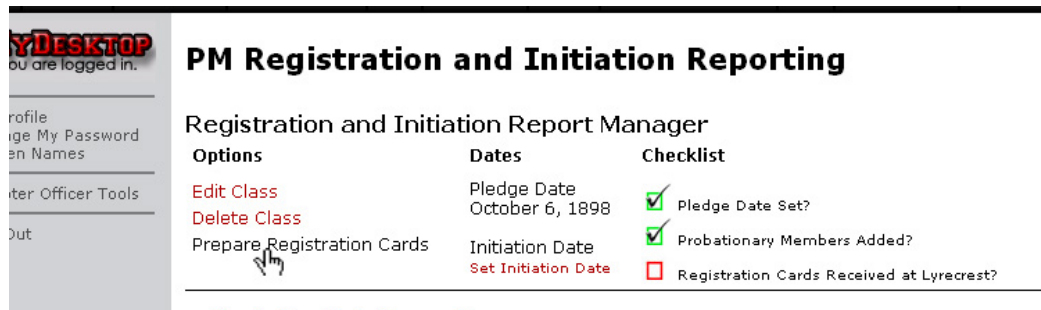 YDESKTOP
ou are logged in.
rofile
ge My Password
en Names
ter Officer Tools
Out
PM Registration and Initiation Reporting
Registration and Initiation Report Manager
Options
Edit Class
Delete Class
Prepare Registration Cards
Dates
Pledge Date
October 6, 1898
Initiation Date
Set Initiation Date
Checklist
Pledge Date Set?
Probationary Members Added?
Registration Cards Received at Lyrecrest?